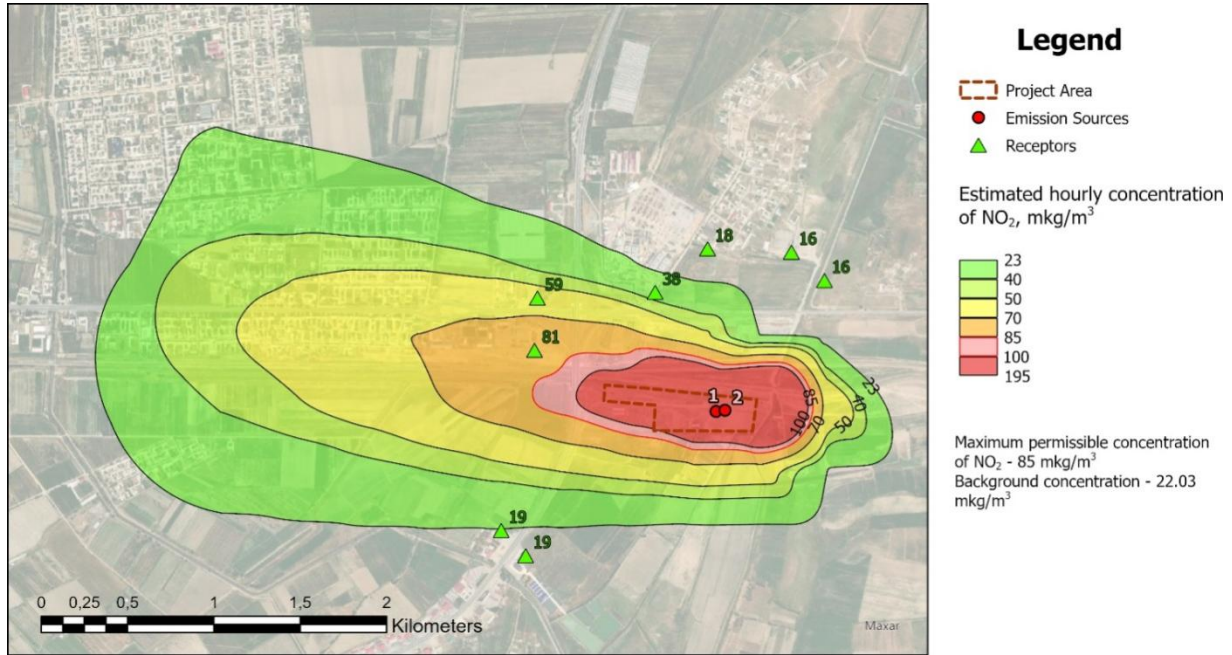 Legend
Project Area
Emission Sources
Receptors
Estimated hourly concentration
of NO₂, mkg/m³
23
40
50
70
85
100
195
Maximum permissible concentration
of NO₂ - 85 mkg/m³
Background concentration - 22.03
mkg/m³
18
16
16
38
59
81
1 2
23
40
50
85
70
100
19
19
0 0,25 0,5 1 1,5 2
Kilometers
Maxar